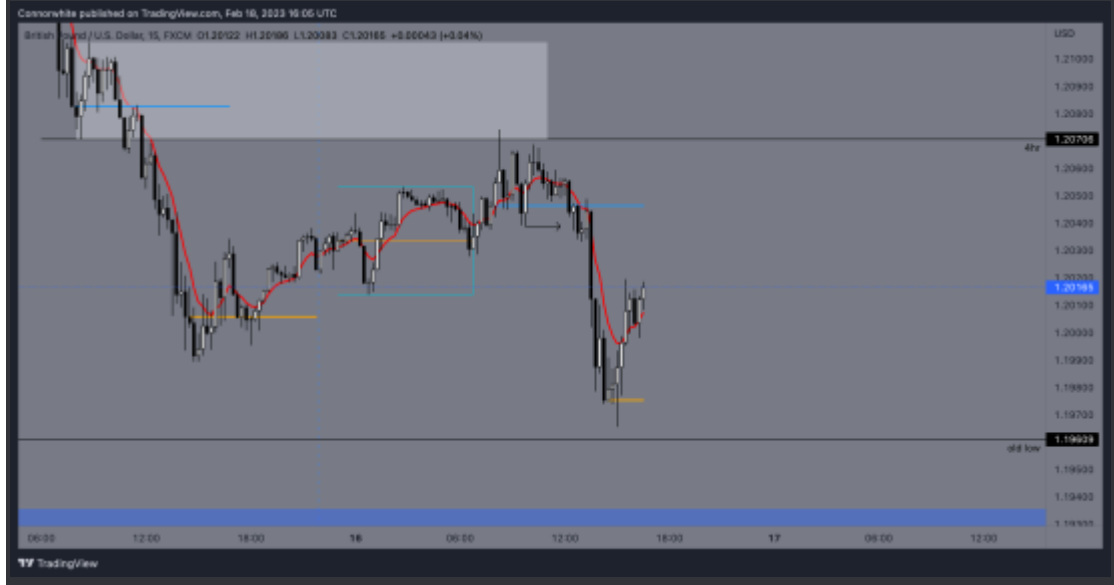 Connorwhite published on TradingView.com, Feb 16, 2023 16:05 UTC
British Pound / U.S. Dollar, 15, FXCM O1.20122 H1.20186 L1.20083 C1.20165 +0.00043 (+0.04%)
USD
1.21000
1.20900
1.20800
1.20708
4hr
1.20600
1.20500
1.20400
1.20300
1.20200
1.20165
1.20100
1.20000
1.19900
1.19800
1.19700
1.19609
old low
1.19500
1.19400
1.19300
06:00 12:00 18:00 16 06:00 12:00 18:00 17 06:00 12:00
TradingView